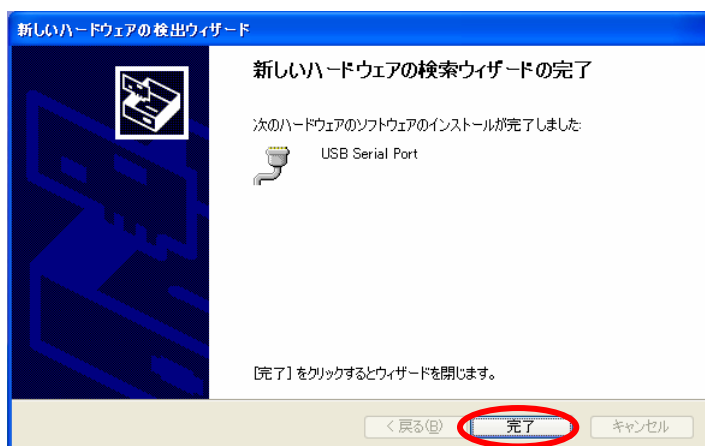 新しいハードウェアの検出ウィザード
新しいハードウェアの検索ウィザードの完了
次のハードウェアのソフトウェアのインストールが完了しました:
USB Serial Port
[完了] をクリックするとウィザードを閉じます。
< 戻る(B) 完了 キャンセル